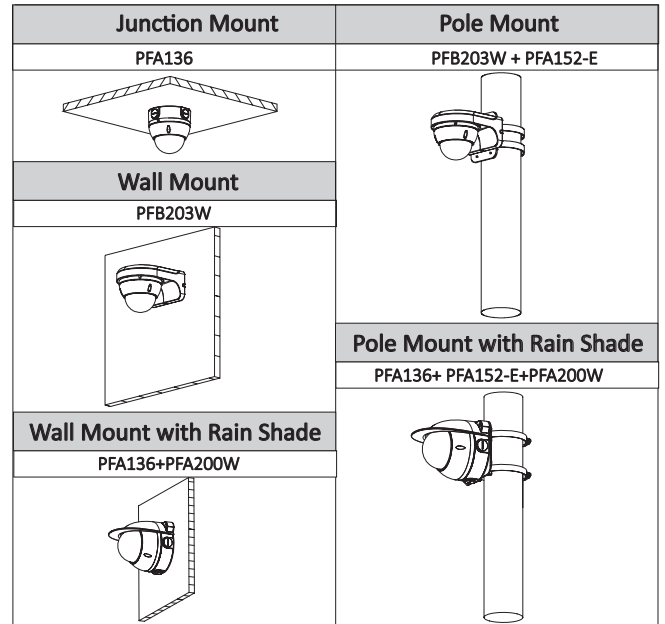 Junction Mount
PFA136
Wall Mount
PFB203W
Wall Mount with Rain Shade
PFA136+PFA200W
Pole Mount
PFB203W + PFA152-E
Pole Mount with Rain Shade
PFA136+ PFA152-E+PFA200W